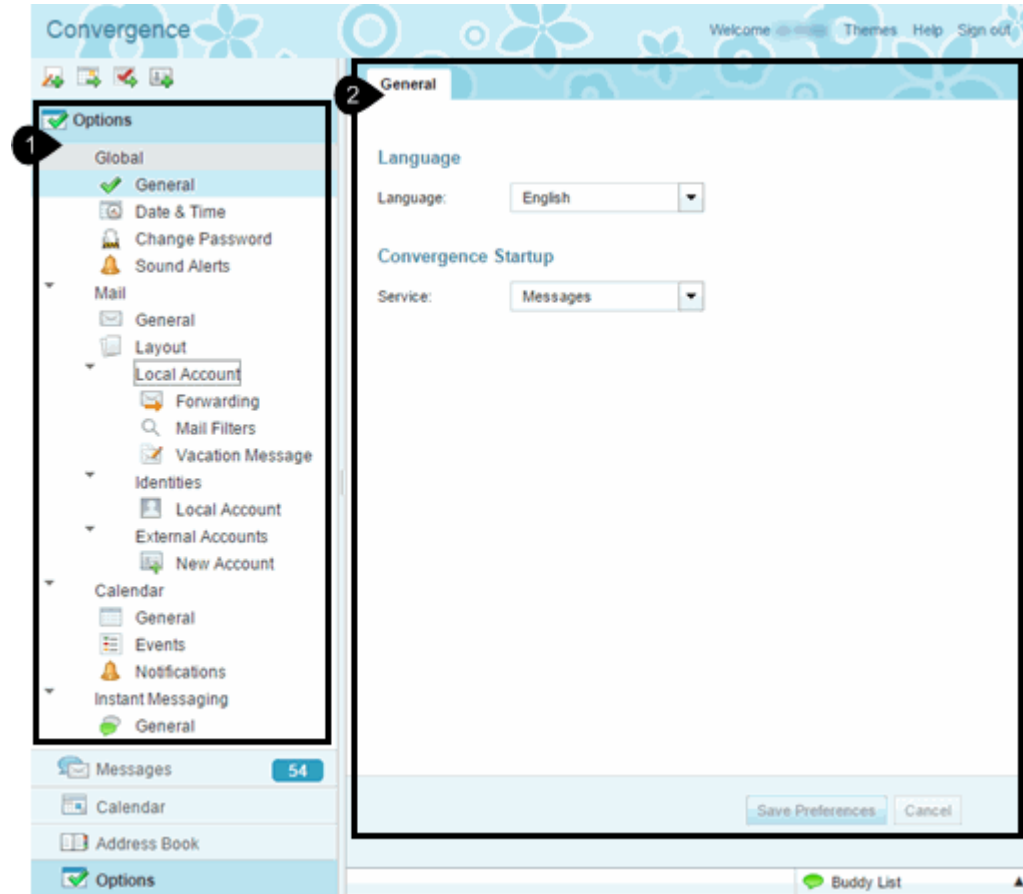 Convergence
Welcome Themes Help Sign out
1
Options
Global
General
Date & Time
Change Password
Sound Alerts
Mail
General
Layout
Local Account
Forwarding
Mail Filters
Vacation Message
Identities
Local Account
External Accounts
New Account
Calendar
General
Events
Notifications
Instant Messaging
General
Messages 54
Calendar
Address Book
Options
2
General
Language
Language: English
Convergence Startup
Service: Messages
Save Preferences Cancel
Buddy List